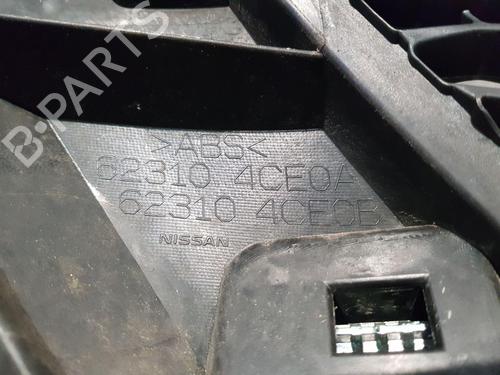 B-PARTS
>ABS<
62310 4CE0A
62310 4CE0B
NISSAN